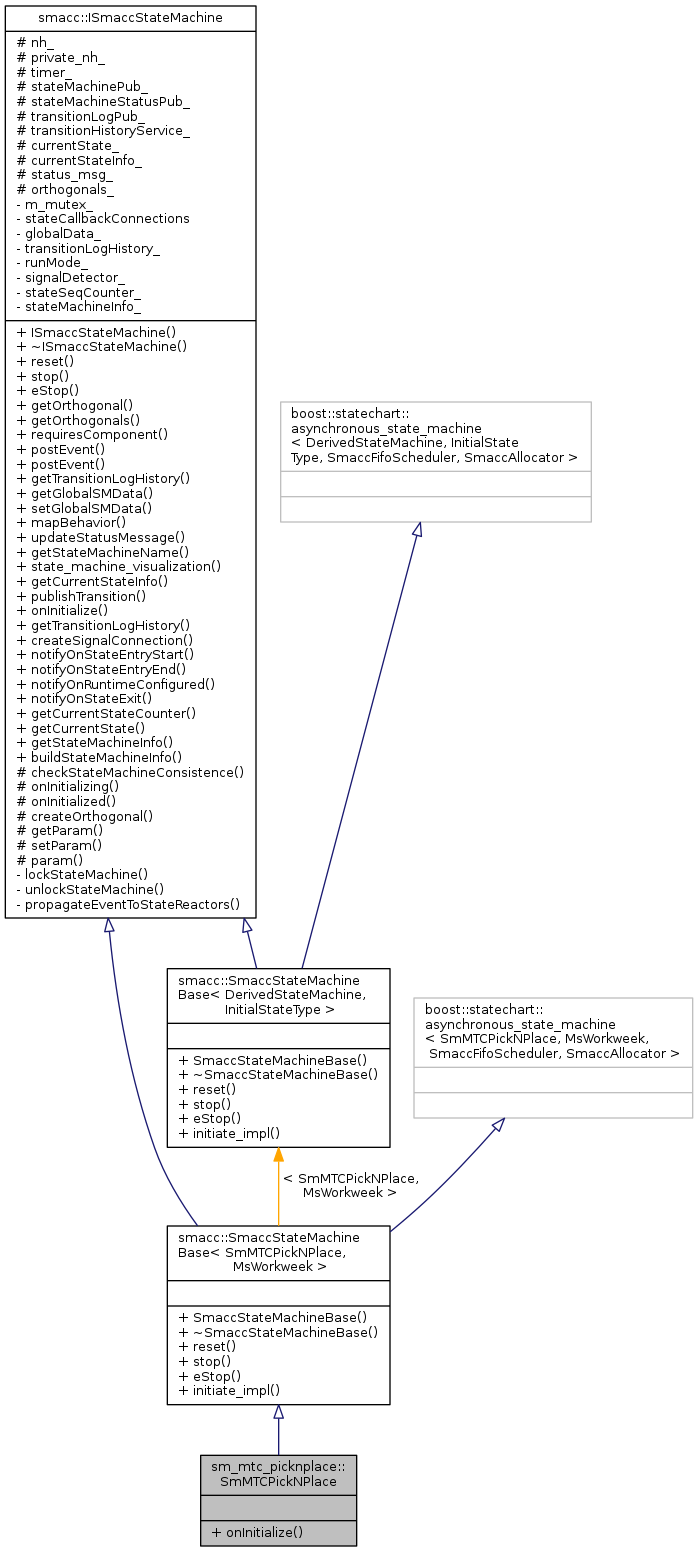 smacc::ISmaccStateMachine
# nh_
# private_nh_
# timer_
# stateMachinePub_
# stateMachineStatusPub_
# transitionLogPub_
# transitionHistoryService_
# currentState_
# currentStateInfo_
# status_msg_
# orthogonals_
- m_mutex_
- stateCallbackConnections
- globalData_
- transitionLogHistory_
- runMode_
- signalDetector_
- stateSeqCounter_
- stateMachineInfo_
+ ISmaccStateMachine()
+ ~ISmaccStateMachine()
+ reset()
+ stop()
+ eStop()
+ getOrthogonal()
+ getOrthogonals()
+ requiresComponent()
+ postEvent()
+ postEvent()
+ getTransitionLogHistory()
+ getGlobalSMData()
+ setGlobalSMData()
+ mapBehavior()
+ updateStatusMessage()
+ getStateMachineName()
+ state_machine_visualization()
+ getCurrentStateInfo()
+ publishTransition()
+ onInitialize()
+ getTransitionLogHistory()
+ createSignalConnection()
+ notifyOnStateEntryStart()
+ notifyOnStateEntryEnd()
+ notifyOnRuntimeConfigured()
+ notifyOnStateExit()
+ getCurrentStateCounter()
+ getCurrentState()
+ getStateMachineInfo()
+ buildStateMachineInfo()
# checkStateMachineConsistence()
# onInitializing()
# onInitialized()
# createOrthogonal()
# getParam()
# setParam()
# param()
- lockStateMachine()
- unlockStateMachine()
- propagateEventToStateReactors()
boost::statechart::
asynchronous_state_machine
< DerivedStateMachine, InitialState
Type, SmaccFifoScheduler, SmaccAllocator >
smacc::SmaccStateMachine
Base< DerivedStateMachine,
InitialStateType >
+ SmaccStateMachineBase()
+ ~SmaccStateMachineBase()
+ reset()
+ stop()
+ eStop()
+ initiate_impl()
boost::statechart::
asynchronous_state_machine
< SmMTCPickNPlace, MsWorkweek,
SmaccFifoScheduler, SmaccAllocator >
< SmMTCPickNPlace,
MsWorkweek >
smacc::SmaccStateMachine
Base< SmMTCPickNPlace,
MsWorkweek >
+ SmaccStateMachineBase()
+ ~SmaccStateMachineBase()
+ reset()
+ stop()
+ eStop()
+ initiate_impl()
sm_mtc_picknplace::
SmMTCPickNPlace
+ onInitialize()